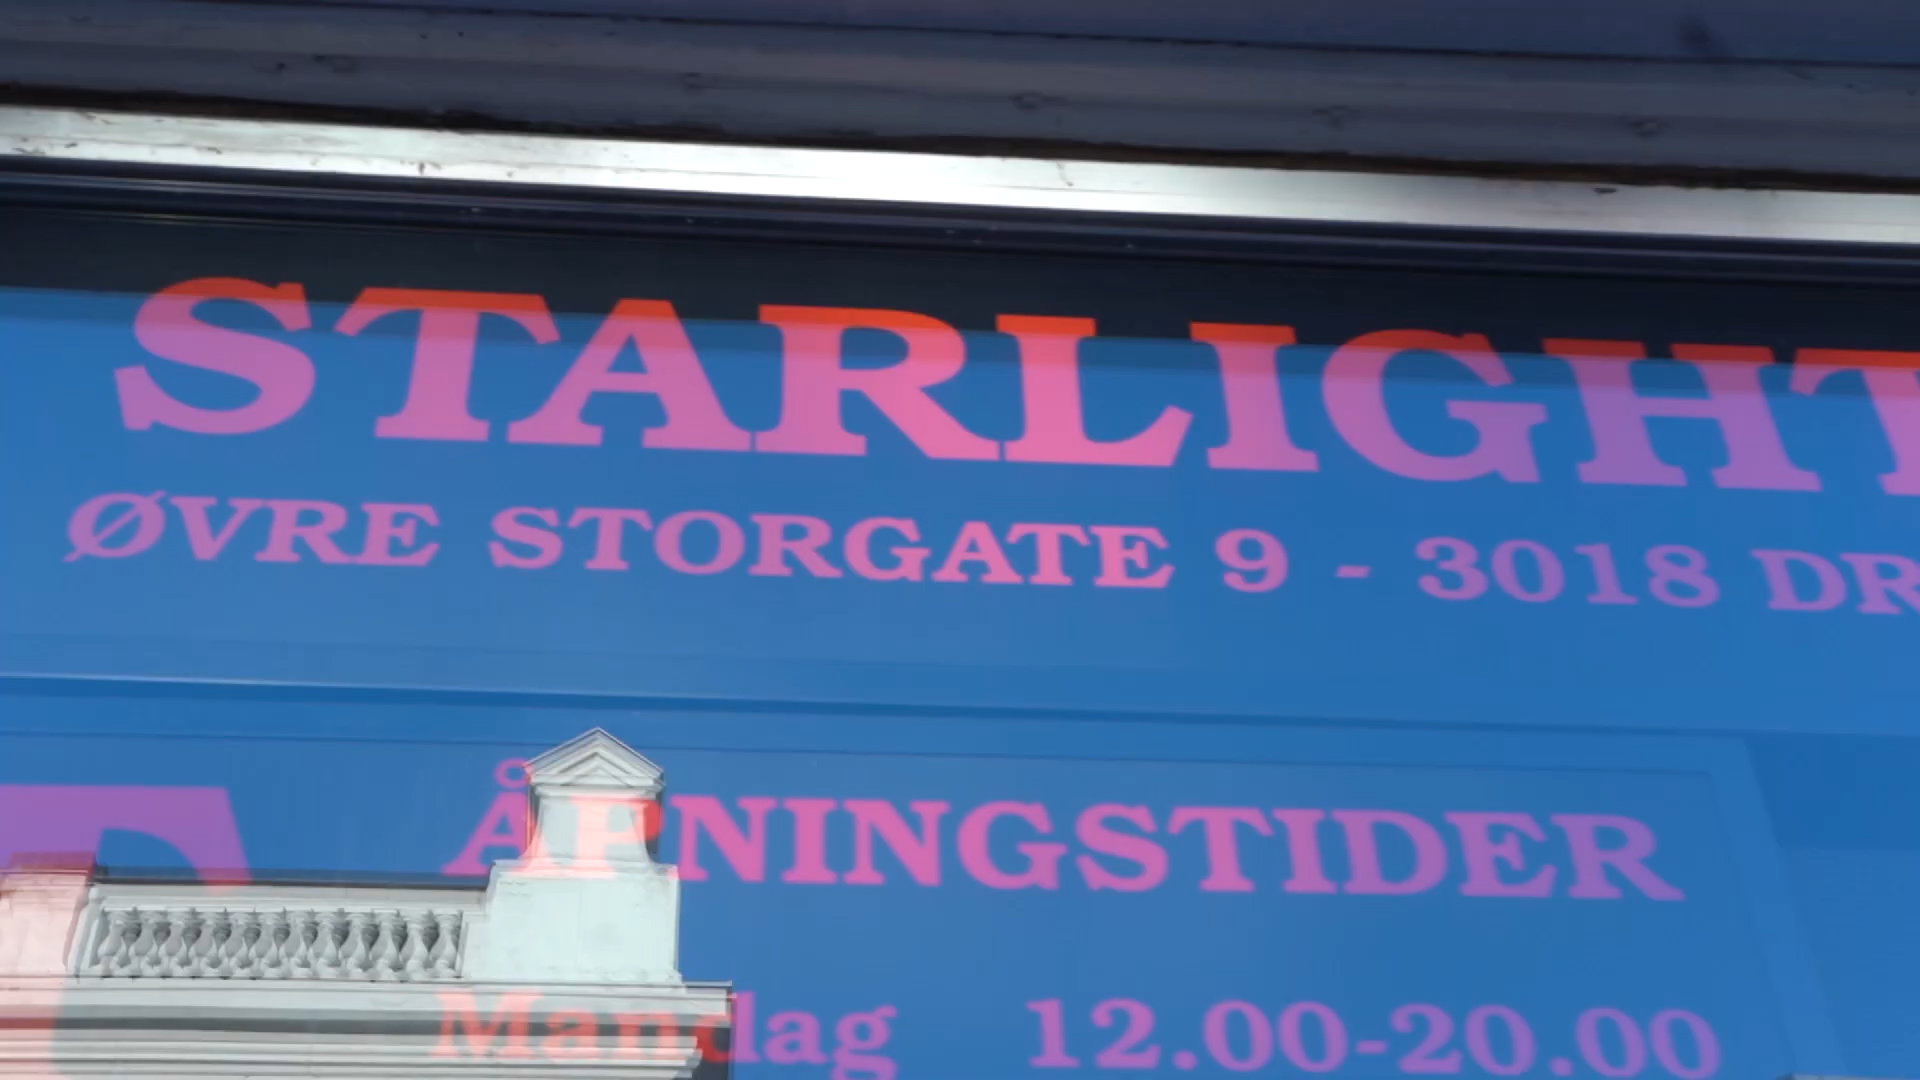 STARLIGHT
ØVRE STORGATE 9 - 3018 DR
ÅPNINGSTIDER
Mandag 12.00-20.00